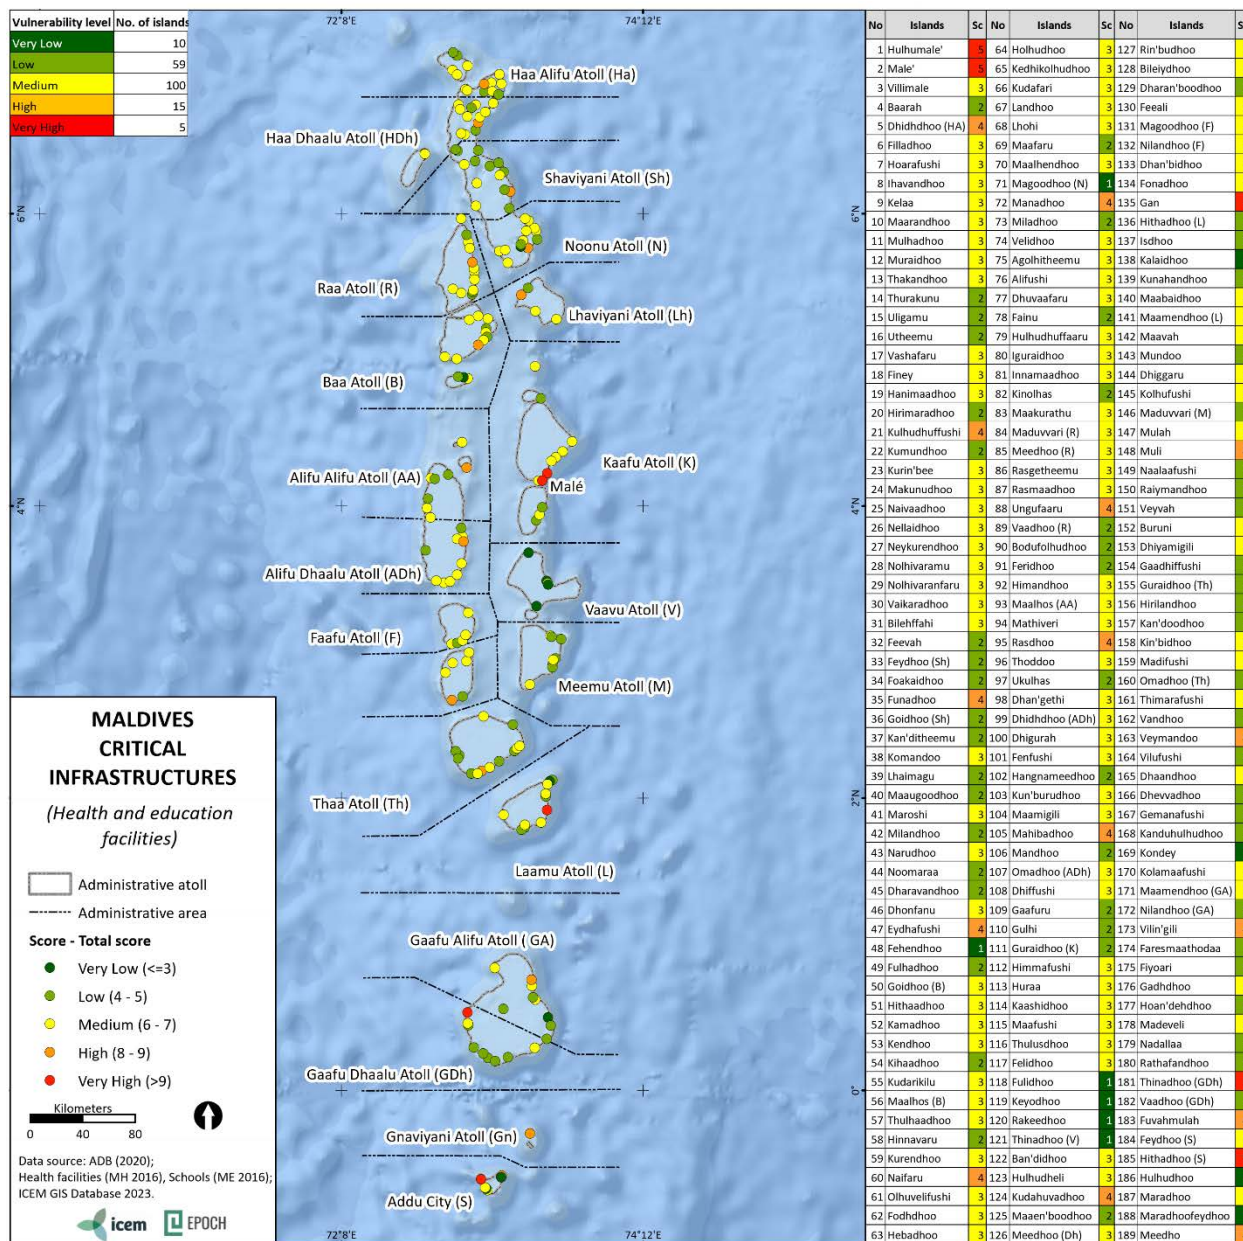 Vulnerability level No. of islands
Very Low 10
Low 59
Medium 100
High 15
Very High 5
72°8'E 74°12'E
Haa Alifu Atoll (Ha)
Haa Dhaalu Atoll (HDh)
Shaviyani Atoll (Sh)
6°N 6°N
Noonu Atoll (N)
Raa Atoll (R)
Lhaviyani Atoll (Lh)
Baa Atoll (B)
Kaafu Atoll (K)
Alifu Alifu Atoll (AA)
Malé
4°N 4°N
Alifu Dhaalu Atoll (ADh)
Vaavu Atoll (V)
Faafu Atoll (F)
Meemu Atoll (M)
Thaa Atoll (Th)
2°N
Laamu Atoll (L)
Gaafu Alifu Atoll ( GA)
Gaafu Dhaalu Atoll (GDh)
0°
Gnaviyani Atoll (Gn)
Addu City (S)
72°8'E 74°12'E
MALDIVES
CRITICAL
INFRASTRUCTURES
(Health and education
facilities)
Administrative atoll
Administrative area
Score - Total score
Very Low (<=3)
Low (4 - 5)
Medium (6 - 7)
High (8 - 9)
Very High (>9)
Kilometers
0 40 80
Data source: ADB (2020);
Health facilities (MH 2016), Schools (ME 2016);
ICEM GIS Database 2023.
icem EPOCH
No Islands Sc No Islands Sc No Islands
1 Hulhumale' 5 64 Holhudhoo 3 127 Rin'budhoo
2 Male' 5 65 Kedhikolhudhoo 3 128 Bileiydhoo
3 Villimale 3 66 Kudafari 3 129 Dharan'boodhoo
4 Baarah 2 67 Landhoo 3 130 Feeali
5 Dhidhdhoo (HA) 4 68 Lhohi 3 131 Magoodhoo (F)
6 Filladhoo 3 69 Maafaru 2 132 Nilandhoo (F)
7 Hoarafushi 3 70 Maalhendhoo 3 133 Dhan'bidhoo
8 Ihavandhoo 3 71 Magoodhoo (N) 1 134 Fonadhoo
9 Kelaa 3 72 Manadhoo 4 135 Gan
10 Maarandhoo 3 73 Miladhoo 2 136 Hithadhoo (L)
11 Mulhadhoo 3 74 Velidhoo 3 137 Isdhoo
12 Muraidhoo 3 75 Agolhitheemu 3 138 Kalaidhoo
13 Thakandhoo 3 76 Alifushi 3 139 Kunahandhoo
14 Thurakunu 2 77 Dhuvaafaru 3 140 Maabaidhoo
15 Uligamu 2 78 Fainu 2 141 Maamendhoo (L)
16 Utheemu 2 79 Hulhudhuffaaru 3 142 Maavah
17 Vashafaru 3 80 Iguraidhoo 3 143 Mundoo
18 Finey 3 81 Innamaadhoo 3 144 Dhiggaru
19 Hanimaadhoo 3 82 Kinolhas 2 145 Kolhufushi
20 Hirimaradhoo 2 83 Maakurathu 3 146 Maduvvari (M)
21 Kulhudhuffushi 4 84 Maduvvari (R) 3 147 Mulah
22 Kumundhoo 2 85 Meedhoo (R) 3 148 Muli
23 Kurin'bee 3 86 Rasgetheemu 3 149 Naalaafushi
24 Makunudhoo 3 87 Rasmaadhoo 3 150 Raiymandhoo
25 Naivaadhoo 3 88 Ungufaaru 4 151 Veyvah
26 Nellaidhoo 3 89 Vaadhoo (R) 2 152 Buruni
27 Neykurendhoo 3 90 Bodufolhudhoo 2 153 Dhiyamigili
28 Nolhivaramu 3 91 Feridhoo 2 154 Gaadhiffushi
29 Nolhivaranfaru 3 92 Himandhoo 3 155 Guraidhoo (Th)
30 Vaikaradhoo 3 93 Maalhos (AA) 3 156 Hirilandhoo
31 Bilehffahi 3 94 Mathiveri 3 157 Kan'doodhoo
32 Feevah 2 95 Rasdhoo 4 158 Kin'bidhoo
33 Feydhoo (Sh) 2 96 Thoddoo 3 159 Madifushi
34 Foakaidhoo 2 97 Ukulhas 2 160 Omadhoo (Th)
35 Funadhoo 4 98 Dhan'gethi 3 161 Thimarafushi
36 Goidhoo (Sh) 2 99 Dhidhdhoo (ADh) 3 162 Vandhoo
37 Kan'ditheemu 2 100 Dhigurah 3 163 Veymandoo
38 Komandoo 3 101 Fenfushi 3 164 Vilufushi
39 Lhaimagu 2 102 Hangnameedhoo 2 165 Dhaandhoo
40 Maaugoodhoo 2 103 Kun'burudhoo 3 166 Dhevvadhoo
41 Maroshi 3 104 Maamigili 3 167 Gemanafushi
42 Milandhoo 2 105 Mahibadhoo 4 168 Kanduhulhudhoo
43 Narudhoo 3 106 Mandhoo 2 169 Kondey
44 Noomaraa 2 107 Omadhoo (ADh) 3 170 Kolamaafushi
45 Dharavandhoo 2 108 Dhiffushi 3 171 Maamendhoo (GA)
46 Dhonfanu 3 109 Gaafuru 2 172 Nilandhoo (GA)
47 Eydhafushi 4 110 Gulhi 2 173 Vilin'gili
48 Fehendhoo 1 111 Guraidhoo (K) 2 174 Faresmaathodaa
49 Fulhadhoo 2 112 Himmafushi 3 175 Fiyoari
50 Goidhoo (B) 3 113 Huraa 3 176 Gadhdhoo
51 Hithaadhoo 3 114 Kaashidhoo 3 177 Hoan'dehdhoo
52 Kamadhoo 3 115 Maafushi 3 178 Madeveli
53 Kendhoo 3 116 Thulusdhoo 3 179 Nadallaa
54 Kihaadhoo 2 117 Felidhoo 3 180 Rathafandhoo
55 Kudarikilu 3 118 Fulidhoo 1 181 Thinadhoo (GDh)
56 Maalhos (B) 3 119 Keyodhoo 1 182 Vaadhoo (GDh)
57 Thulhaadhoo 3 120 Rakeedhoo 1 183 Fuvahmulah
58 Hinnavaru 2 121 Thinadhoo (V) 1 184 Feydhoo (S)
59 Kurendhoo 3 122 Ban'didhoo 3 185 Hithadhoo (S)
60 Naifaru 4 123 Hulhudheli 3 186 Hulhudhoo
61 Olhuvelifushi 3 124 Kudahuvadhoo 4 187 Maradhoo
62 Fodhdhoo 3 125 Maaen'boodhoo 2 188 Maradhoofeydhoo
63 Hebadhoo 3 126 Meedhoo (Dh) 3 189 Meedho